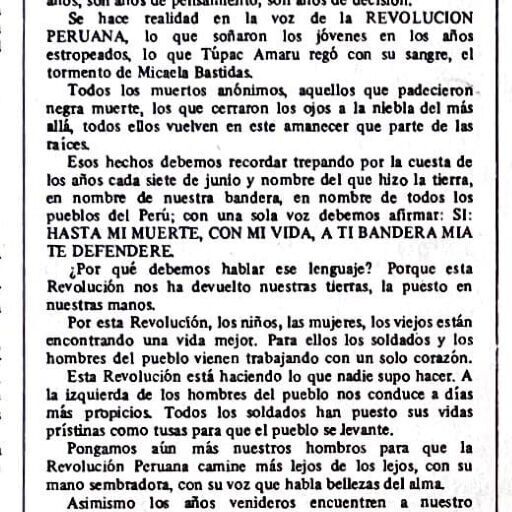 años, son años de pensamiento, son años de decisión.
Se hace realidad en la voz de la REVOLUCION
PERUANA, lo que soñaron los jóvenes en los años
estropeados, lo que Túpac Amaru regó con su sangre, el
tormento de Micaela Bastidas.
Todos los muertos anónimos, aquellos que padecieron
negra muerte, los que cerraron los ojos a la niebla del más
allá, todos ellos vuelven en este amanecer que parte de las
raíces.
Esos hechos debemos recordar trepando por la cuesta de
los años cada siete de junio y nombre del que hizo la tierra,
en nombre de nuestra bandera, en nombre de todos los
pueblos del Perú; con una sola voz debemos afirmar: SI:
HASTA MI MUERTE, CON MI VIDA, A TI BANDERA MIA
TE DEFENDERE.
¿Por qué debemos hablar ese lenguaje? Porque esta
Revolución nos ha devuelto nuestras tierras, la puesto en
nuestras manos.
Por esta Revolución, los niños, las mujeres, los viejos están
encontrando una vida mejor. Para ellos los soldados y los
hombres del pueblo vienen trabajando con un solo corazón.
Esta Revolución está haciendo lo que nadie supo hacer. A
la izquierda de los hombres del pueblo nos conduce a días
más propicios. Todos los soldados han puesto sus vidas
prístinas como tusas para que el pueblo se levante.
Pongamos aún más nuestros hombros para que la
Revolución Peruana camine más lejos de los lejos, con su
mano sembradora, con su voz que habla bellezas del alma.
Asimismo los años venideros encuentren a nuestro